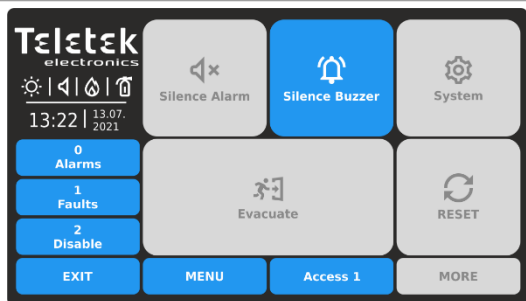 Teletek
electronics
13:22
13.07.
2021
0
Alarms
1
Faults
2
Disable
EXIT
Silence Alarm
Silence Buzzer
System
Evacuate
RESET
MENU
Access 1
MORE